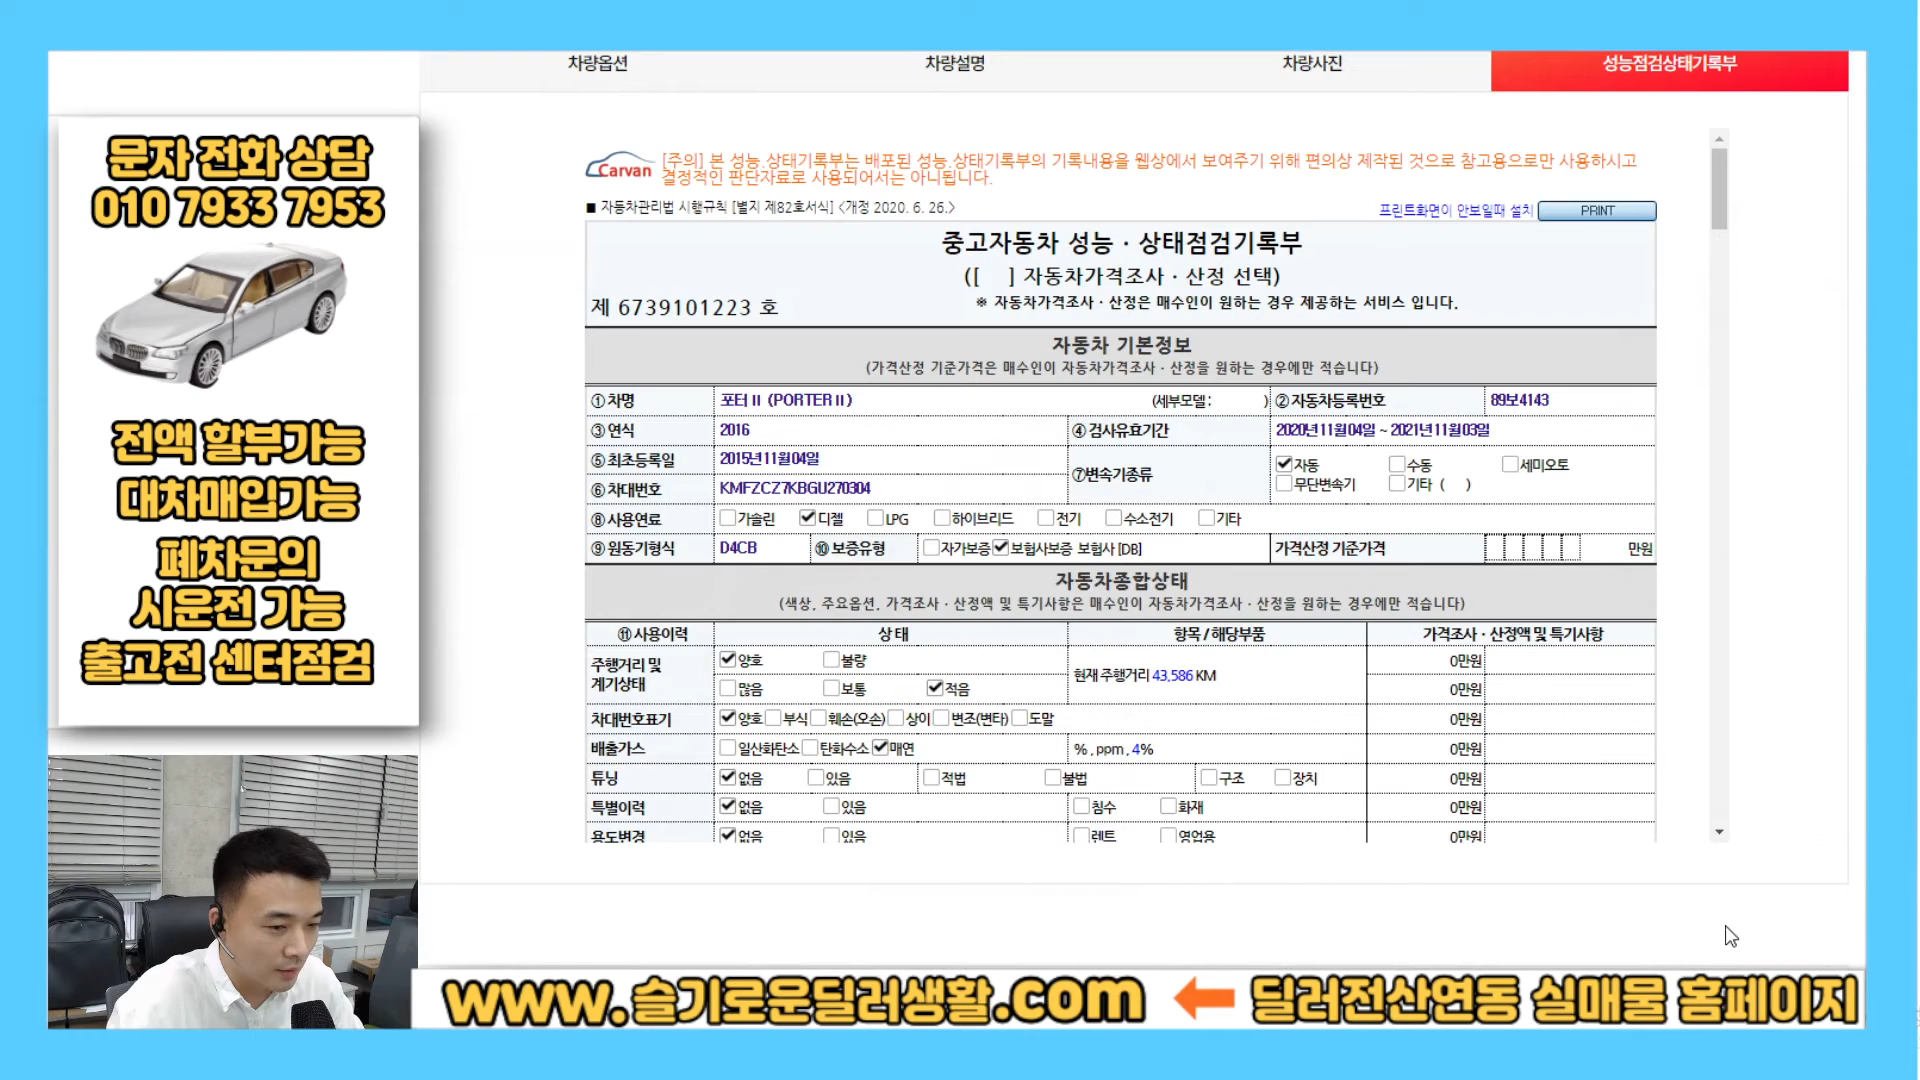 차량옵션 차량설명 차량사진 성능점검상태기록부
문자 전화 상담
010 7933 7953
전액 할부가능
대차매입가능
폐차문의
시운전 가능
출고전 센터점검
Carvan [주의] 본 성능.상태기록부는 배포된 성능.상태기록부의 기록내용을 웹상에서 보여주기 위해 편의상 제작된 것으로 참고용으로만 사용하시고
결정적인 판단자료로 사용되어서는 아니됩니다.
■ 자동차관리법 시행규칙 [별지 제82호서식] <개정 2020. 6. 26.> 프린트화면이 안보일때 설치 PRINT
중고자동차 성능 · 상태점검기록부
([ ] 자동차가격조사 · 산정 선택)
제 6739101223 호 ※ 자동차가격조사 · 산정은 매수인이 원하는 경우 제공하는 서비스 입니다.
자동차 기본정보
(가격산정 기준가격은 매수인이 자동차가격조사 · 산정을 원하는 경우에만 적습니다)
① 차명 포터 II (PORTER II) (세부모델 : ) ② 자동차등록번호 89보4143
③ 연식 2016 ④ 검사유효기간 2020년11월04일 ~ 2021년11월03일
⑤ 최초등록일 2015년11월04일 ⑦변속기종류 자동 수동 세미오토
⑥ 차대번호 KMFZCZ7KBGU270304 무단변속기 기타 ( )
⑧ 사용연료 가솔린 디젤 LPG 하이브리드 전기 수소전기 기타
⑨ 원동기형식 D4CB ⑩ 보증유형 자가보증 보험사보증 보험사 [DB] 가격산정 기준가격 만원
자동차종합상태
(색상, 주요옵션, 가격조사 · 산정액 및 특기사항은 매수인이 자동차가격조사 · 산정을 원하는 경우에만 적습니다)
⑪ 사용이력 상 태 항목 / 해당부품 가격조사 · 산정액 및 특기사항
주행거리 및 계기상태 양호 불량 현재 주행거리 43,586 KM 0만원
많음 보통 적음 0만원
차대번호표기 양호 부식 훼손(오손) 상이 변조(변타) 도말 0만원
배출가스 일산화탄소 탄화수소 매연 % , ppm , 4% 0만원
튜닝 없음 있음 적법 불법 구조 장치 0만원
특별이력 없음 있음 침수 화재 0만원
용도변경 없음 있음 렌트 영업용 0만원
www.슬기로운딜러생활.com ← 딜러전산연동 실매물 홈페이지